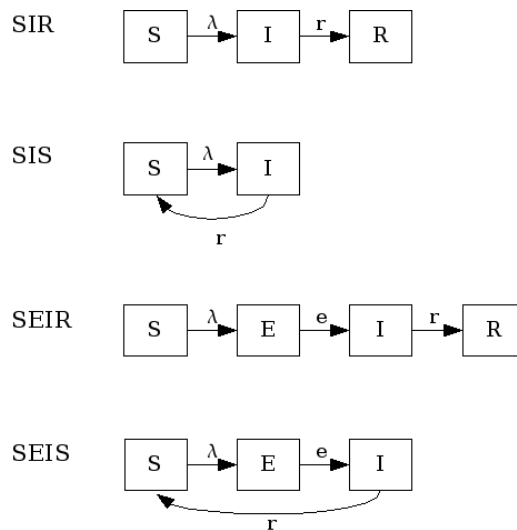 SIR S λ I r R
SIS S λ I
r
SEIR S λ E e I r R
SEIS S λ E e I
r